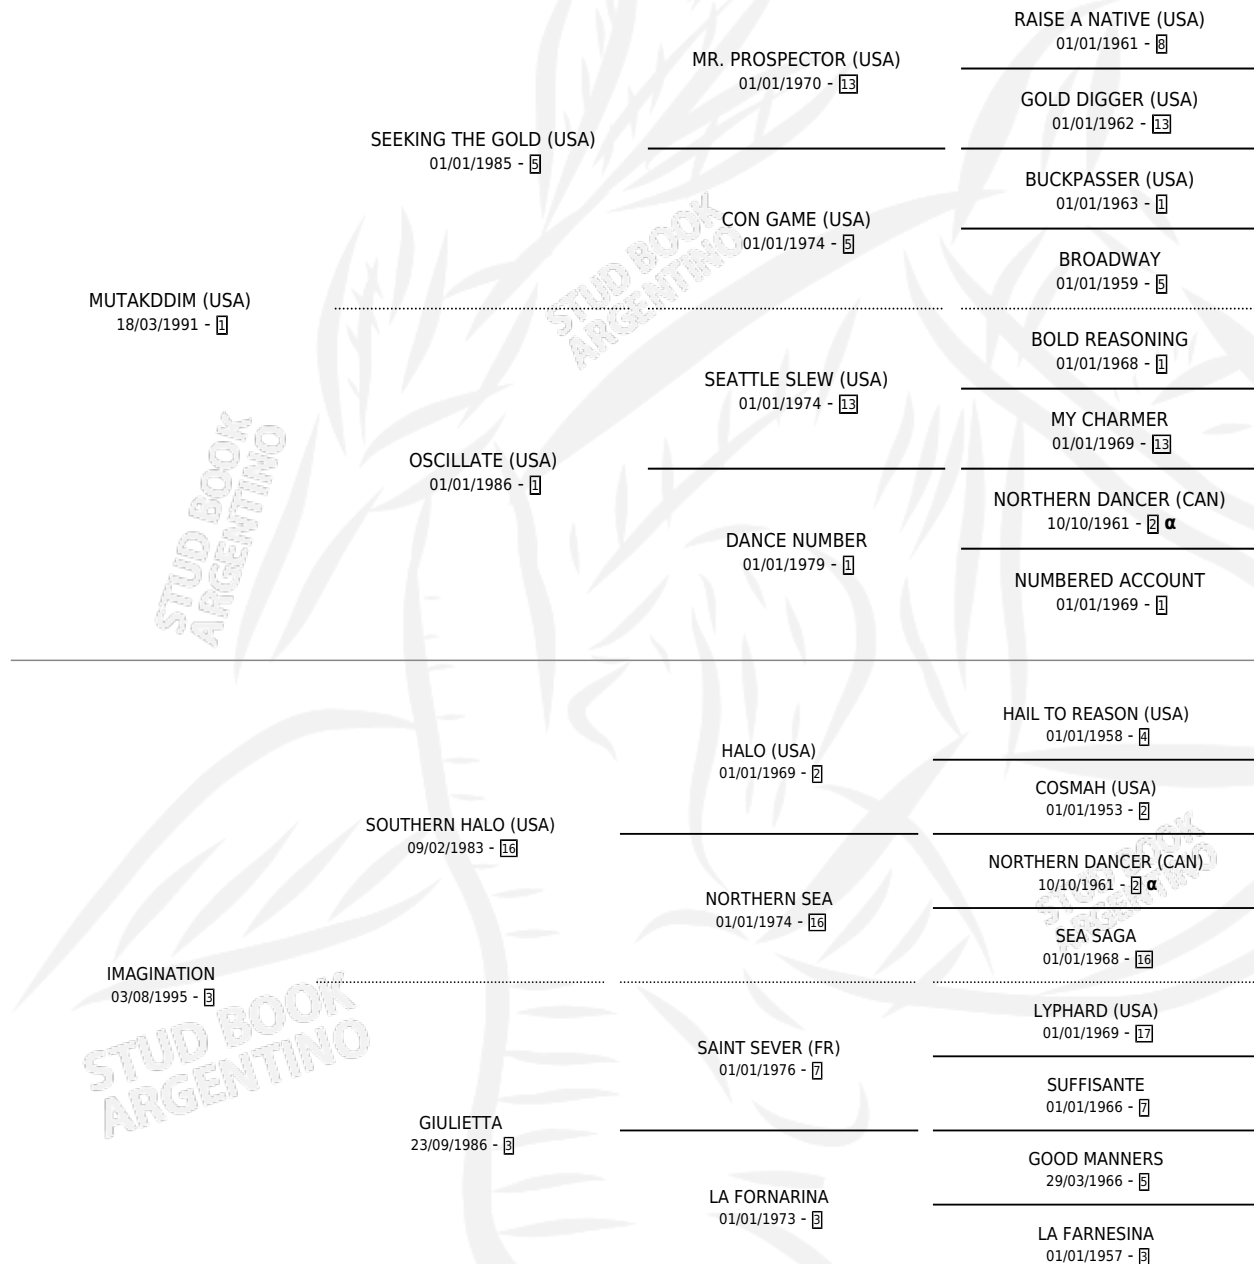 RAISE A NATIVE (USA)
01/01/1961 - 8
MR. PROSPECTOR (USA)
01/01/1970 - 13
GOLD DIGGER (USA)
01/01/1962 - 13
SEEKING THE GOLD (USA)
01/01/1985 - 5
BUCKPASSER (USA)
01/01/1963 - 1
CON GAME (USA)
01/01/1974 - 5
BROADWAY
01/01/1959 - 5
STUD BOOK
ARGENTINO
MUTAKDDIM (USA)
18/03/1991 - 1
BOLD REASONING
01/01/1968 - 1
SEATTLE SLEW (USA)
01/01/1974 - 13
MY CHARMER
01/01/1969 - 13
OSCILLATE (USA)
01/01/1986 - 1
NORTHERN DANCER (CAN)
10/10/1961 - 2 α
DANCE NUMBER
01/01/1979 - 1
NUMBERED ACCOUNT
01/01/1969 - 1
STUD BOOK
ARGENTINO
HAIL TO REASON (USA)
01/01/1958 - 4
HALO (USA)
01/01/1969 - 2
COSMAH (USA)
01/01/1953 - 2
SOUTHERN HALO (USA)
09/02/1983 - 16
NORTHERN DANCER (CAN)
10/10/1961 - 2 α
NORTHERN SEA
01/01/1974 - 16
SEA SAGA
01/01/1968 - 16
STUD BOOK
ARGENTINO
IMAGINATION
03/08/1995 - 3
LYPHARD (USA)
01/01/1969 - 17
SAINT SEVER (FR)
01/01/1976 - 7
SUFFISANTE
01/01/1966 - 7
GIULIETTA
23/09/1986 - 3
GOOD MANNERS
29/03/1966 - 5
LA FORNARINA
01/01/1973 - 3
LA FARNESINA
01/01/1957 - 3
STUD BOOK
ARGENTINO